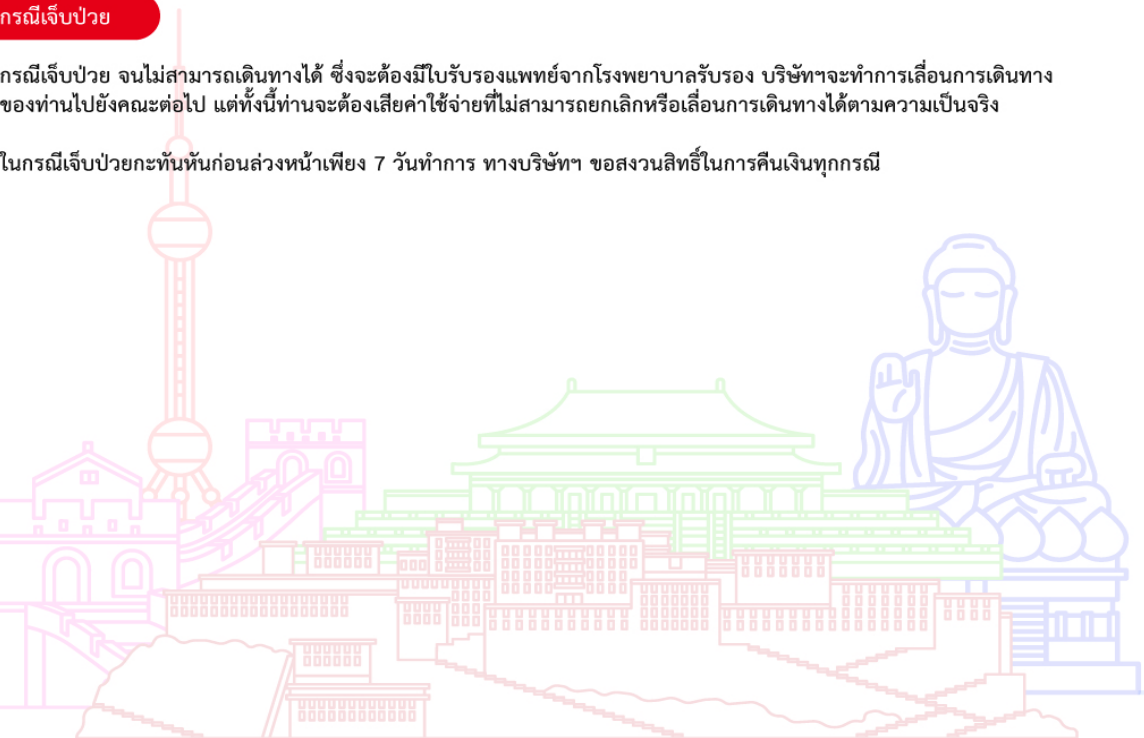 กรณีเจ็บป่วย
กรณีเจ็บป่วย จนไม่สามารถเดินทางได้ ซึ่งจะต้องมีใบรับรองแพทย์จากโรงพยาบาลรับรอง บริษัทฯจะทำการเลื่อนการเดินทาง
ของท่านไปยังคณะต่อไป แต่ทั้งนี้ท่านจะต้องเสียค่าใช้จ่ายที่ไม่สามารถยกเลิกหรือเลื่อนการเดินทางได้ตามความเป็นจริง
ในกรณีเจ็บป่วยกะทันหันก่อนล่วงหน้าเพียง 7 วันทำการ ทางบริษัทฯ ขอสงวนสิทธิ์ในการคืนเงินทุกกรณี